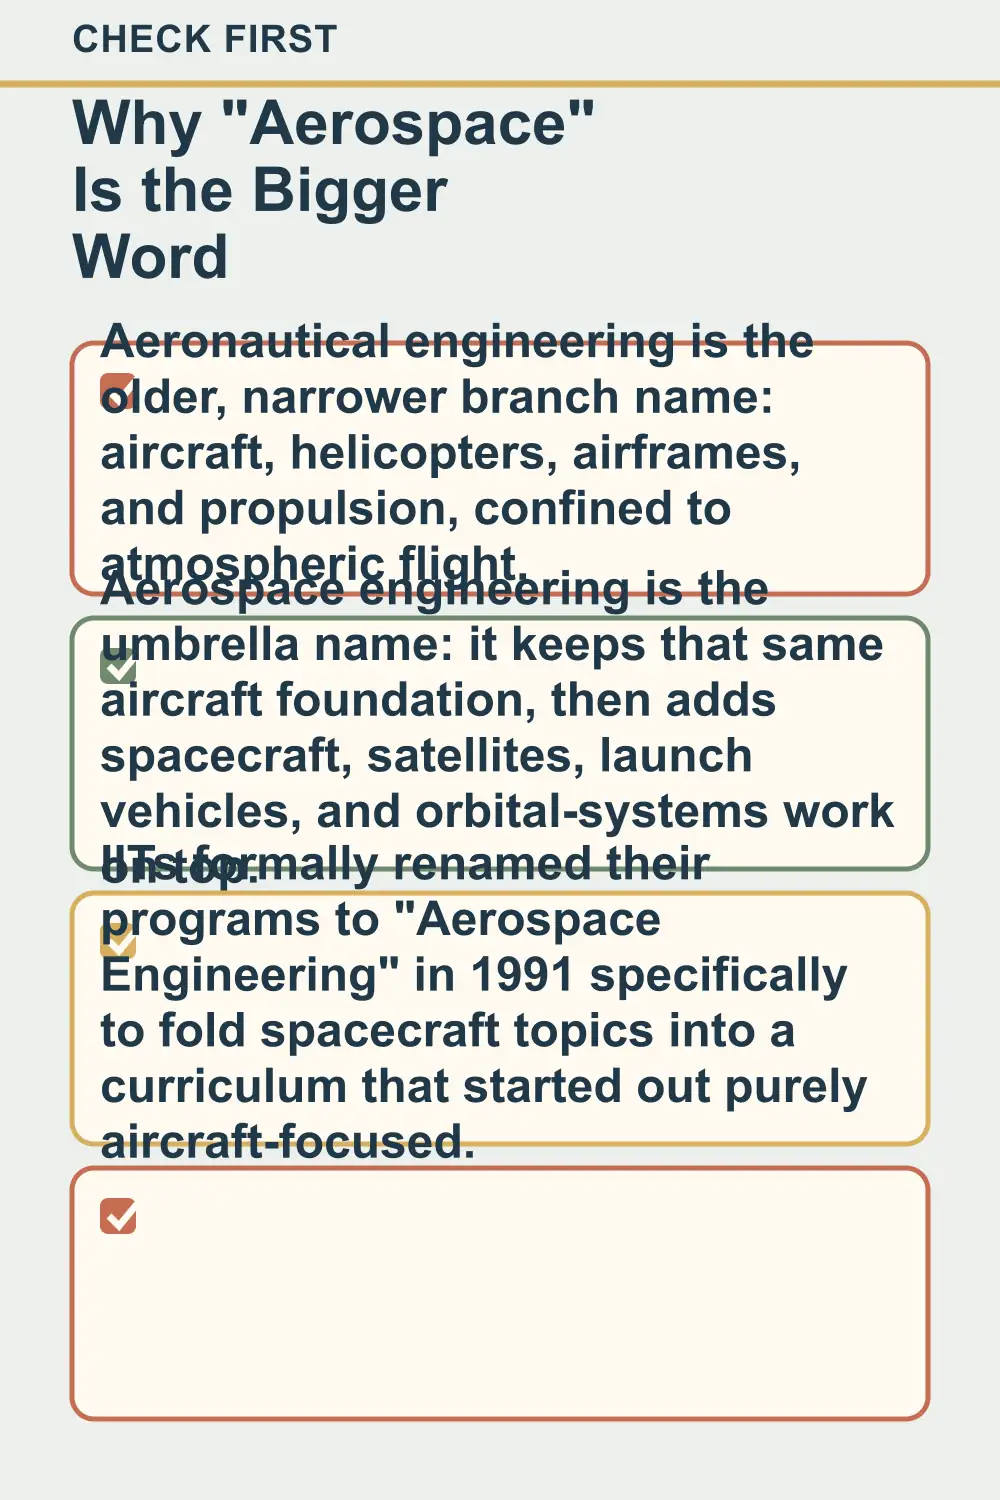 CHECK FIRST
Why "Aerospace"
Is the Bigger
Word
Aeronautical engineering is the
older, narrower branch name:
aircraft, helicopters, airframes,
and propulsion, confined to
atmospheric flight.
Aerospace engineering is the
umbrella name: it keeps that same
aircraft foundation, then adds
spacecraft, satellites, launch
vehicles, and orbital-systems work
on top.
IITs formally renamed their
programs to "Aerospace
Engineering" in 1991 specifically
to fold spacecraft topics into a
curriculum that started out purely
aircraft-focused.